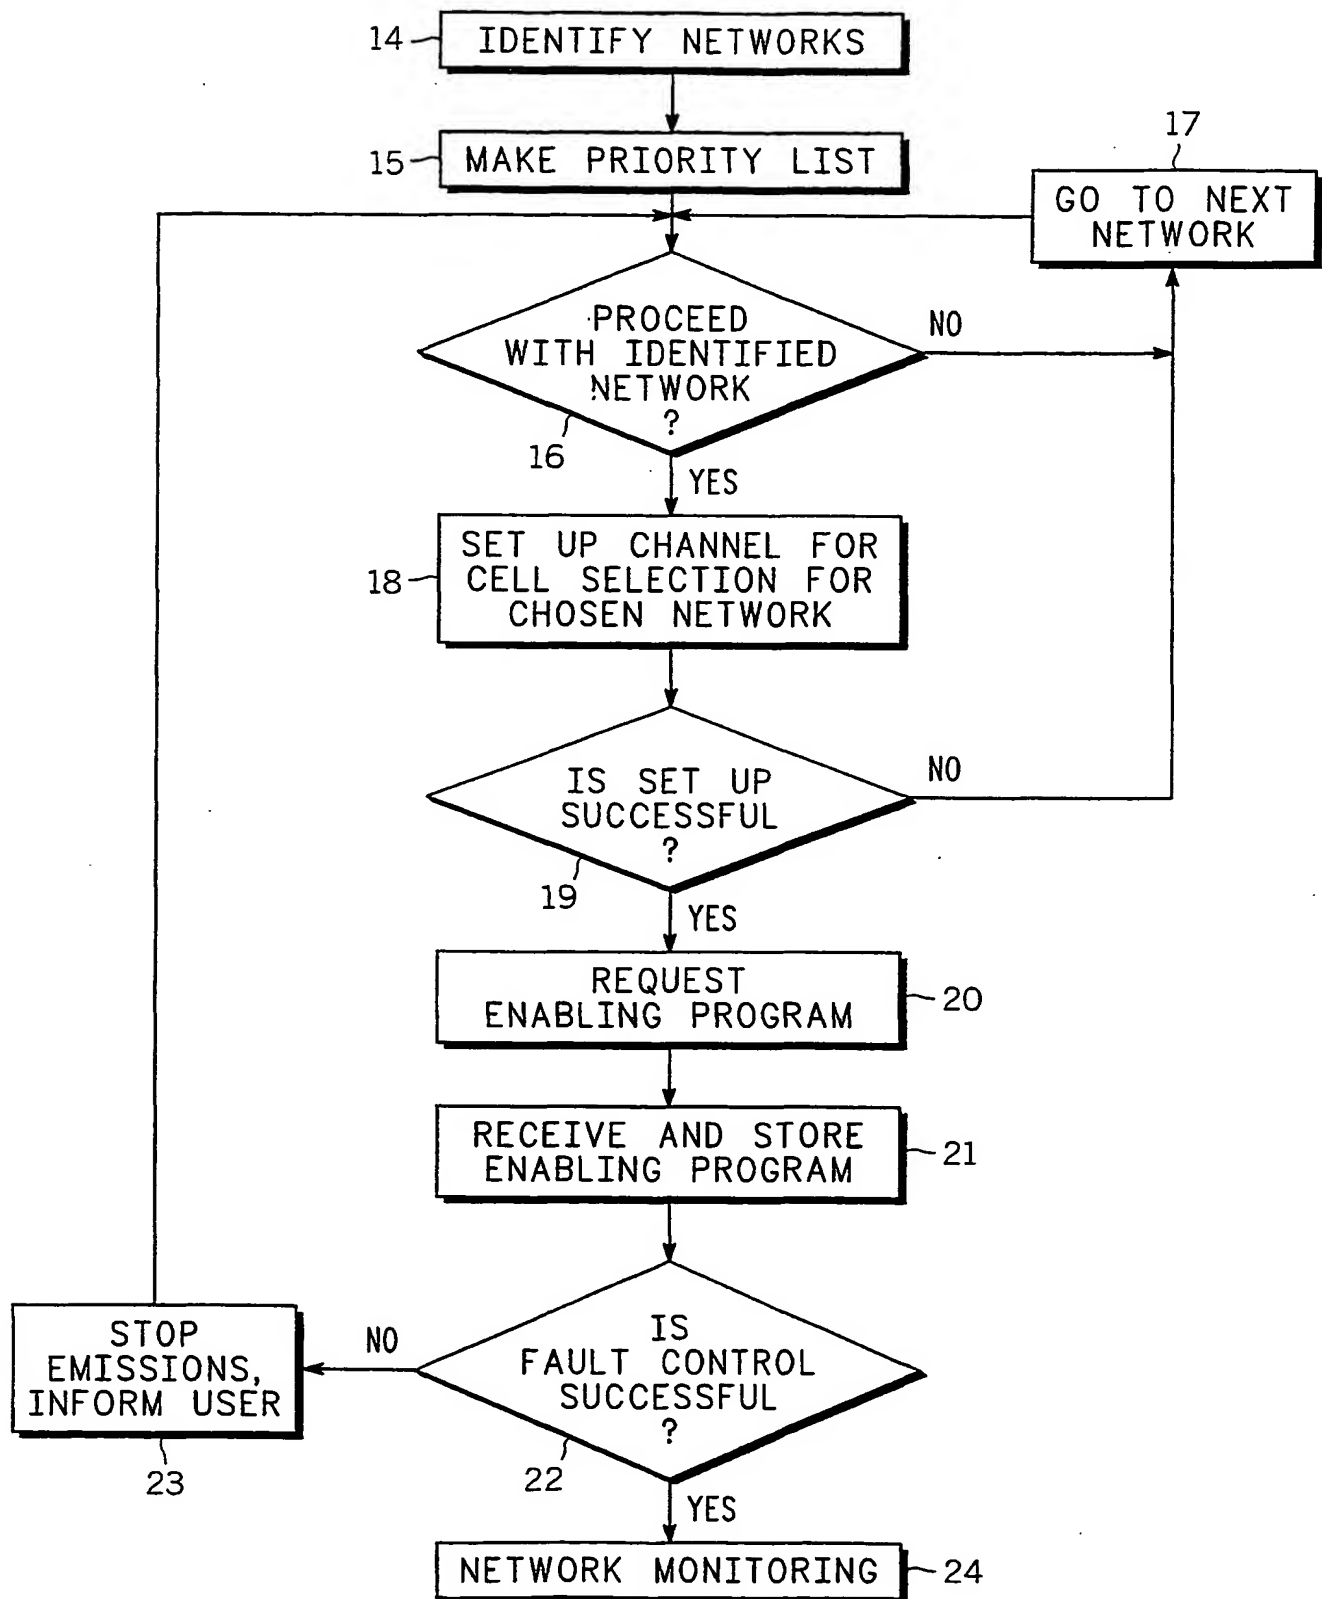 14
IDENTIFY NETWORKS
15
MAKE PRIORITY LIST
17
GO TO NEXT
NETWORK
PROCEED
WITH IDENTIFIED
NETWORK
?
16
NO
YES
18
SET UP CHANNEL FOR
CELL SELECTION FOR
CHOSEN NETWORK
IS SET UP
SUCCESSFUL
?
19
NO
YES
REQUEST
ENABLING PROGRAM
20
RECEIVE AND STORE
ENABLING PROGRAM
21
IS
FAULT CONTROL
SUCCESSFUL
?
22
NO
STOP
EMISSIONS,
INFORM USER
23
YES
NETWORK MONITORING
24